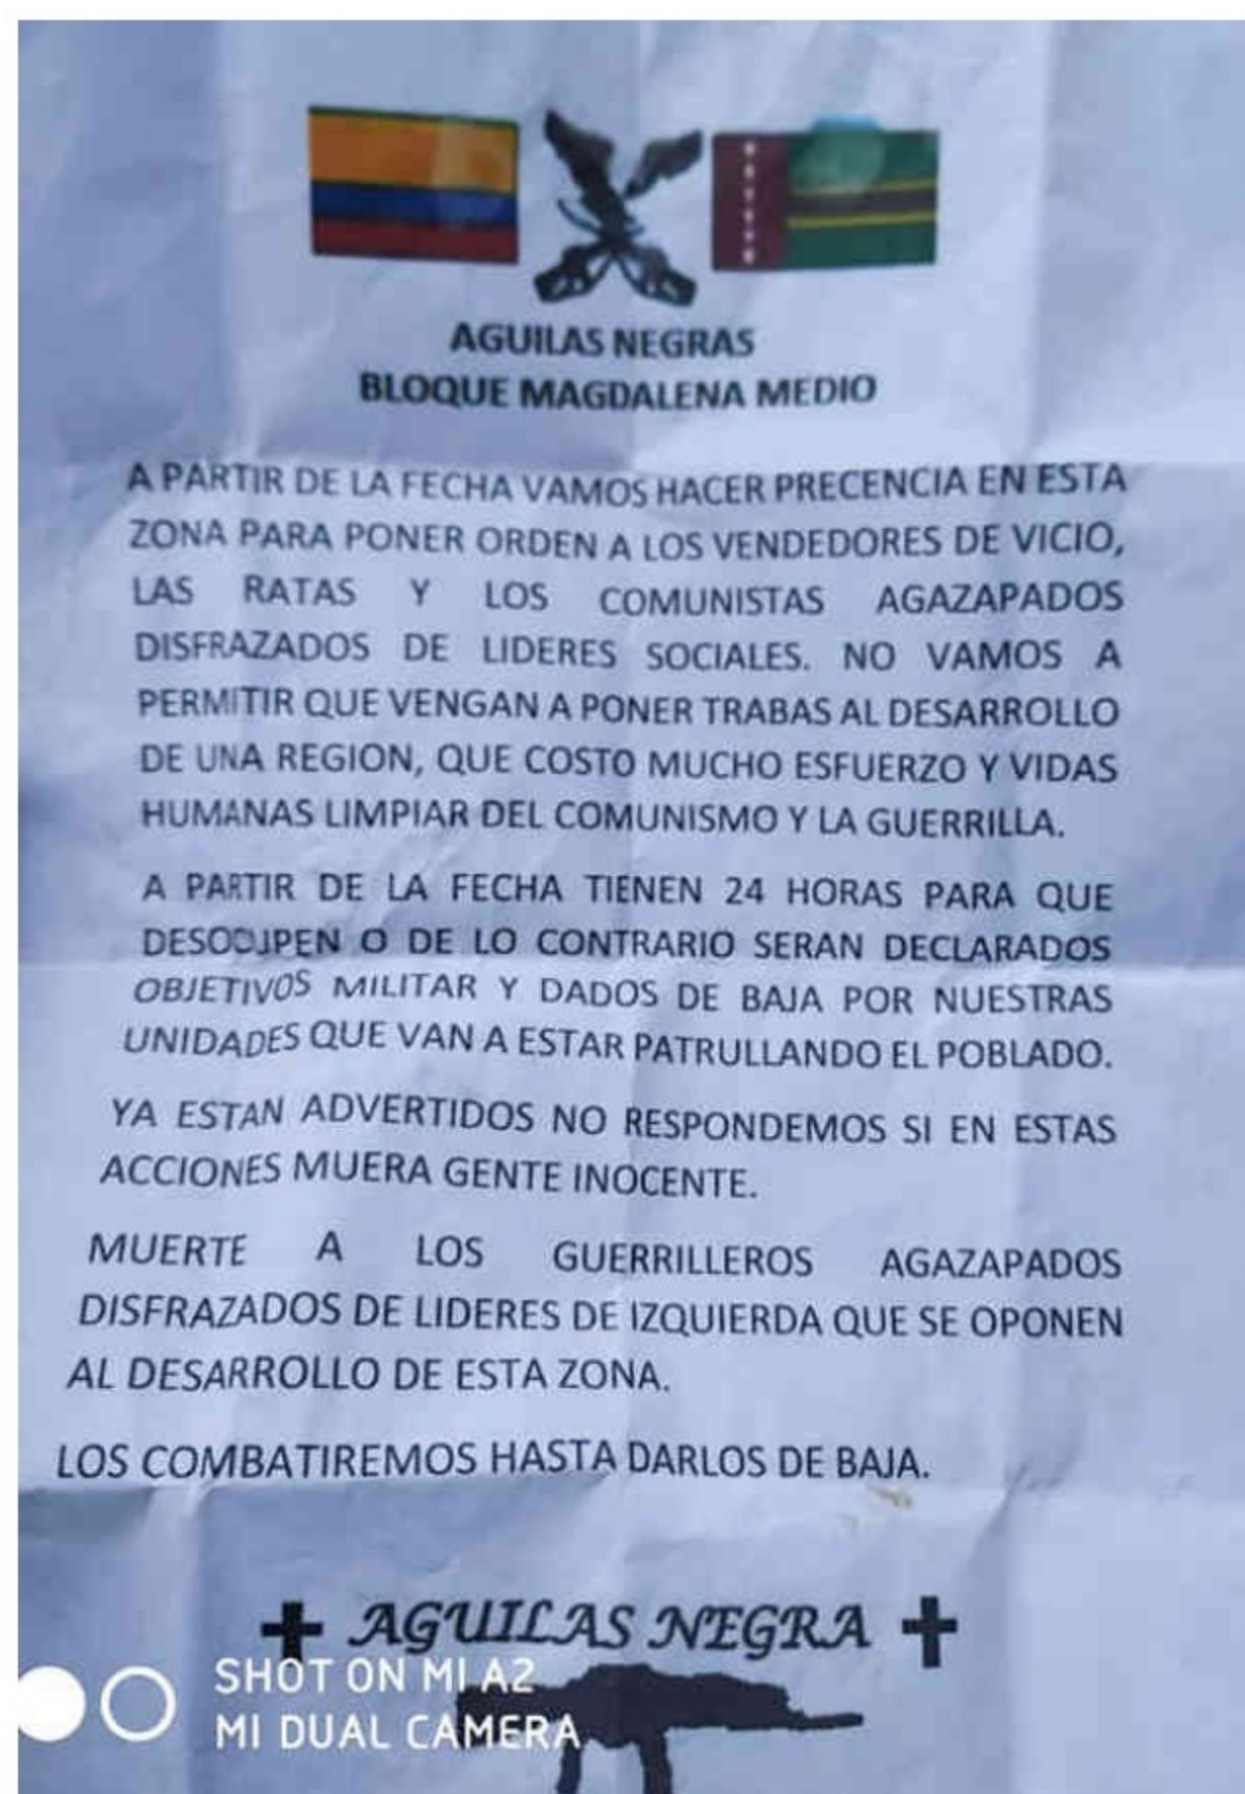 AGUILAS NEGRAS
BLOQUE MAGDALENA MEDIO
A PARTIR DE LA FECHA VAMOS HACER PRECENCIA EN ESTA
ZONA PARA PONER ORDEN A LOS VENDEDORES DE VICIO,
LAS RATAS Y LOS COMUNISTAS AGAZAPADOS
DISFRAZADOS DE LIDERES SOCIALES. NO VAMOS A
PERMITIR QUE VENGAN A PONER TRABAS AL DESARROLLO
DE UNA REGION, QUE COSTO MUCHO ESFUERZO Y VIDAS
HUMANAS LIMPIAR DEL COMUNISMO Y LA GUERRILLA.
A PARTIR DE LA FECHA TIENEN 24 HORAS PARA QUE
DESOCUPEN O DE LO CONTRARIO SERAN DECLARADOS
OBJETIVOS MILITAR Y DADOS DE BAJA POR NUESTRAS
UNIDADES QUE VAN A ESTAR PATRULLANDO EL POBLADO.
YA ESTAN ADVERTIDOS NO RESPONDEMOS SI EN ESTAS
ACCIONES MUERA GENTE INOCENTE.
MUERTE A LOS GUERRILLEROS AGAZAPADOS
DISFRAZADOS DE LIDERES DE IZQUIERDA QUE SE OPONEN
AL DESARROLLO DE ESTA ZONA.
LOS COMBATIREMOS HASTA DARLOS DE BAJA.
AGUILAS NEGRA
SHOT ON MI A2
MI DUAL CAMERA